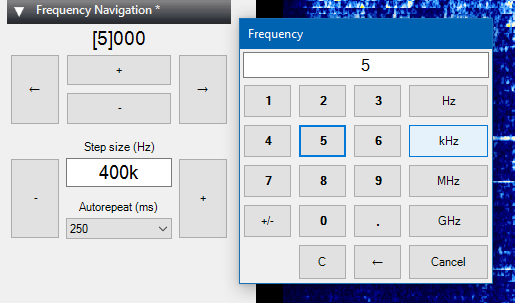 ▼ Frequency Navigation *
[5]000
←
+
-
→
Step size (Hz)
-
400k
+
Autorepeat (ms)
250
Frequency
5
1 2 3 Hz
4 5 6 kHz
7 8 9 MHz
+/- 0 . GHz
C ← Cancel